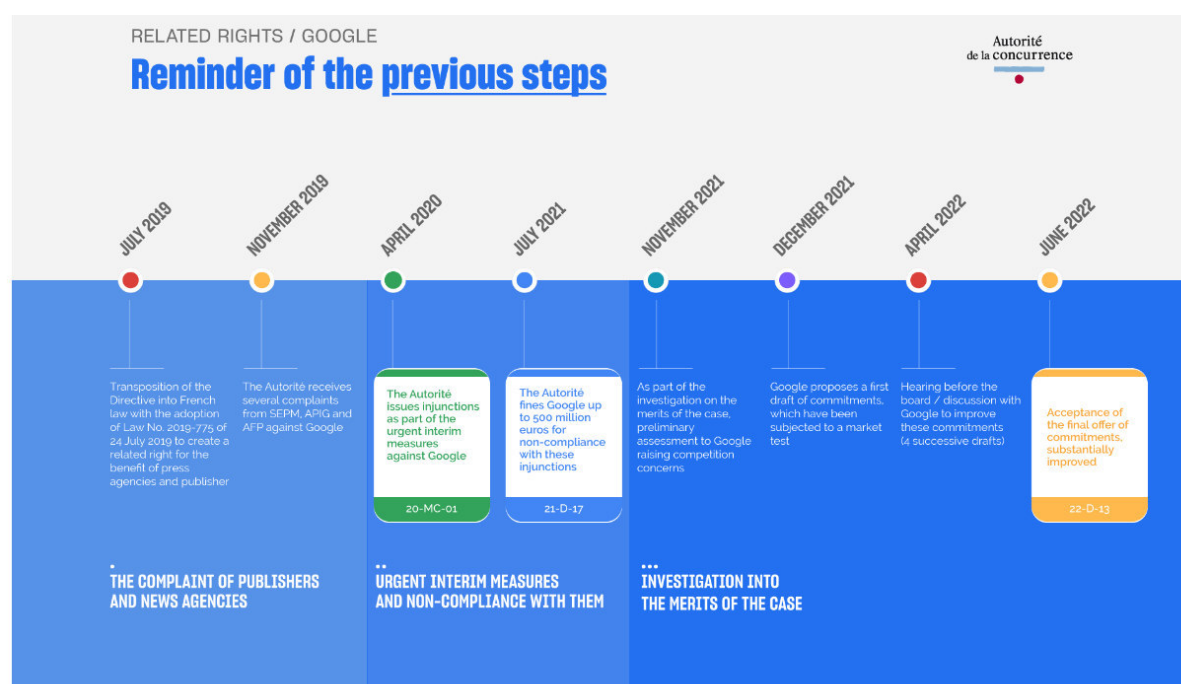 RELATED RIGHTS / GOOGLE
Reminder of the previous steps
Autorité
de la concurrence
JULY 2019
NOVEMBER 2019
APRIL 2020
JULY 2021
NOVEMBER 2021
DECEMBER 2021
APRIL 2022
JUNE 2022
Transposition of the
Directive into French
law with the adoption
of Law No. 2019-775 of
24 July 2019 to create a
related right for the
benefit of press
agencies and publisher
The Autorité receives
several complaints
from SEPM, APIG and
AFP against Google
The Autorité
issues injunctions
as part of the
urgent interim
measures
against Google
20-MC-01
The Autorité
fines Google up
to 500 million
euros for
non-compliance
with these
injunctions
21-D-17
As part of the
investigation on the
merits of the case,
preliminary
assessment to Google
raising competition
concerns
Google proposes a first
draft of commitments,
which have been
subjected to a market
test
Hearing before the
board / discussion with
Google to improve
these commitments
(4 successive drafts)
Acceptance of
the final offer of
commitments,
substantially
improved
22-D-13
THE COMPLAINT OF PUBLISHERS
AND NEWS AGENCIES
URGENT INTERIM MEASURES
AND NON-COMPLIANCE WITH THEM
INVESTIGATION INTO
THE MERITS OF THE CASE